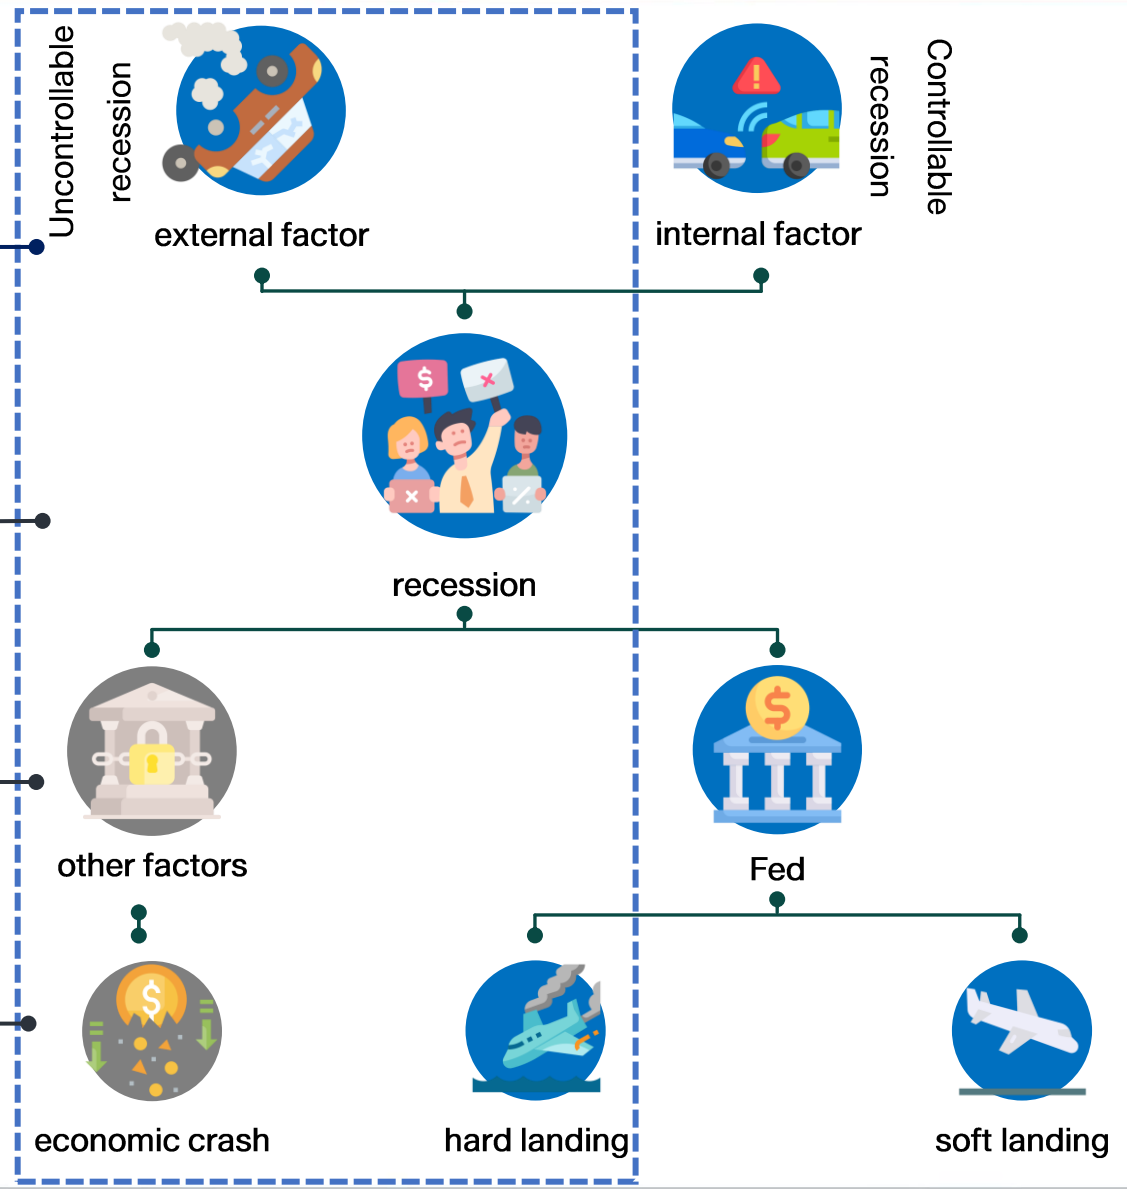 Uncontrollable
recession
external factor
internal factor
Controllable
recession
$
recession
$
other factors
Fed
$
economic crash
hard landing
soft landing